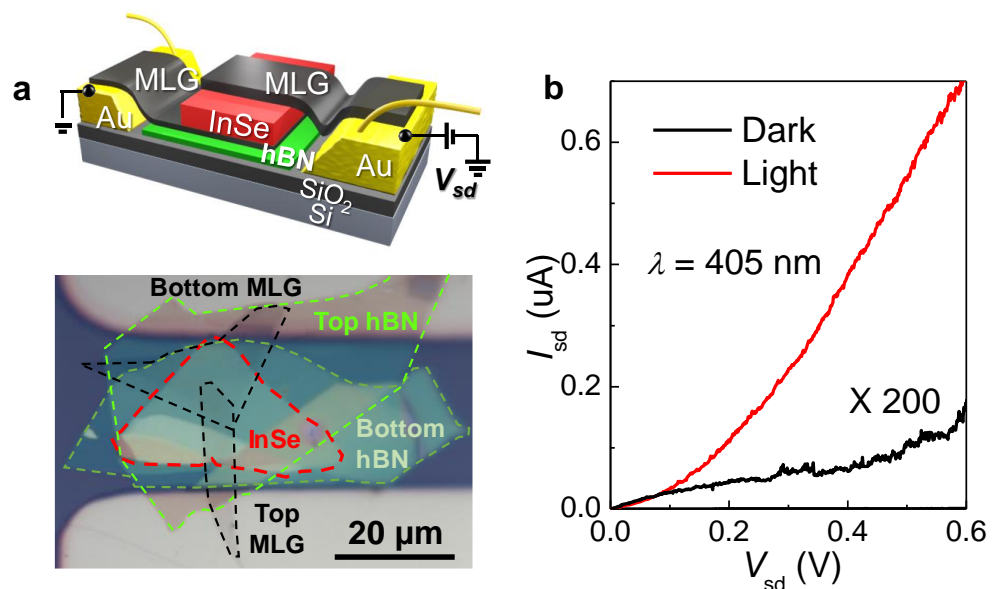 a
MLG
MLG
Au
InSe
hBN
Au
SiO2
Si
Vsd
Bottom MLG
Top hBN
InSe
Bottom
hBN
Top
MLG
20 μm
b
Dark
Light
λ = 405 nm
X 200
Isd (uA)
0.6
0.4
0.2
0.0
0.0 0.2 0.4 0.6
Vsd (V)